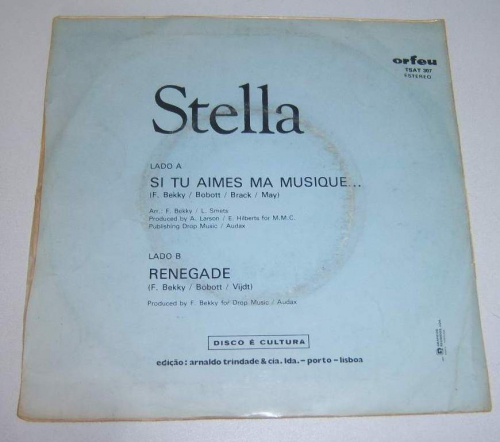 orfeu
TSAT 287
ESTEREO
Stella
LADO A
SI TU AIMES MA MUSIQUE...
(F. Bekky / Bobott / Brack / May)
Arr.: F. Bekky / L. Smets
Produced by A. Larson / E. Hilberts for M.M.C.
Publishing Drop Music / Audax
LADO B
RENEGADE
(F. Bekky / Bobott / Vijdt)
Produced by F. Bekky for Drop Music / Audax
DISCO É CULTURA
edição: arnaldo trindade & cia. lda. – porto – lisboa